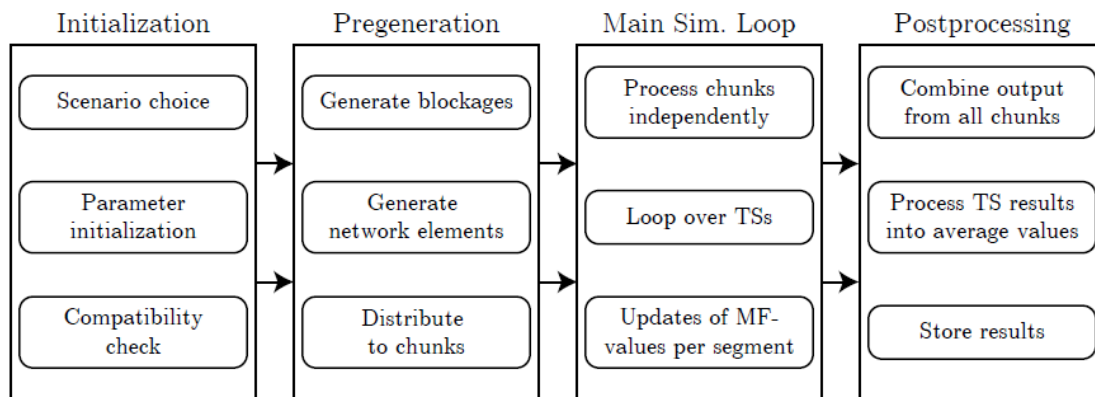 Initialization
Scenario choice
Parameter
initialization
Compatibility
check
Pregeneration
Generate blockages
Generate
network elements
Distribute
to chunks
Main Sim. Loop
Process chunks
independently
Loop over TSs
Updates of MF-
values per segment
Postprocessing
Combine output
from all chunks
Process TS results
into average values
Store results